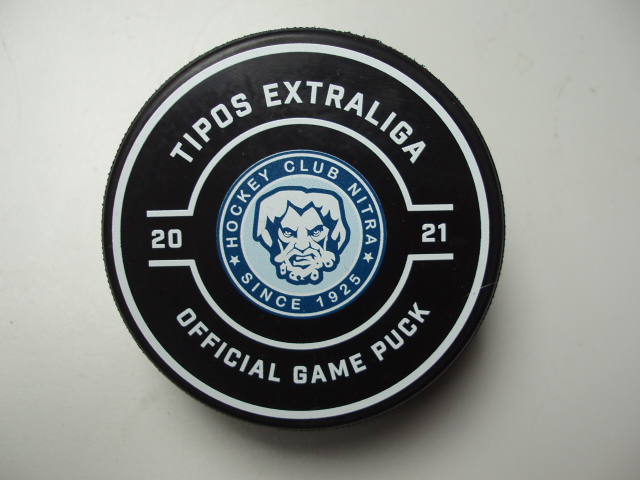 TIPOS EXTRALIGA
HOCKEY CLUB NITRA
20 21
SINCE 1925
OFFICIAL GAME PUCK